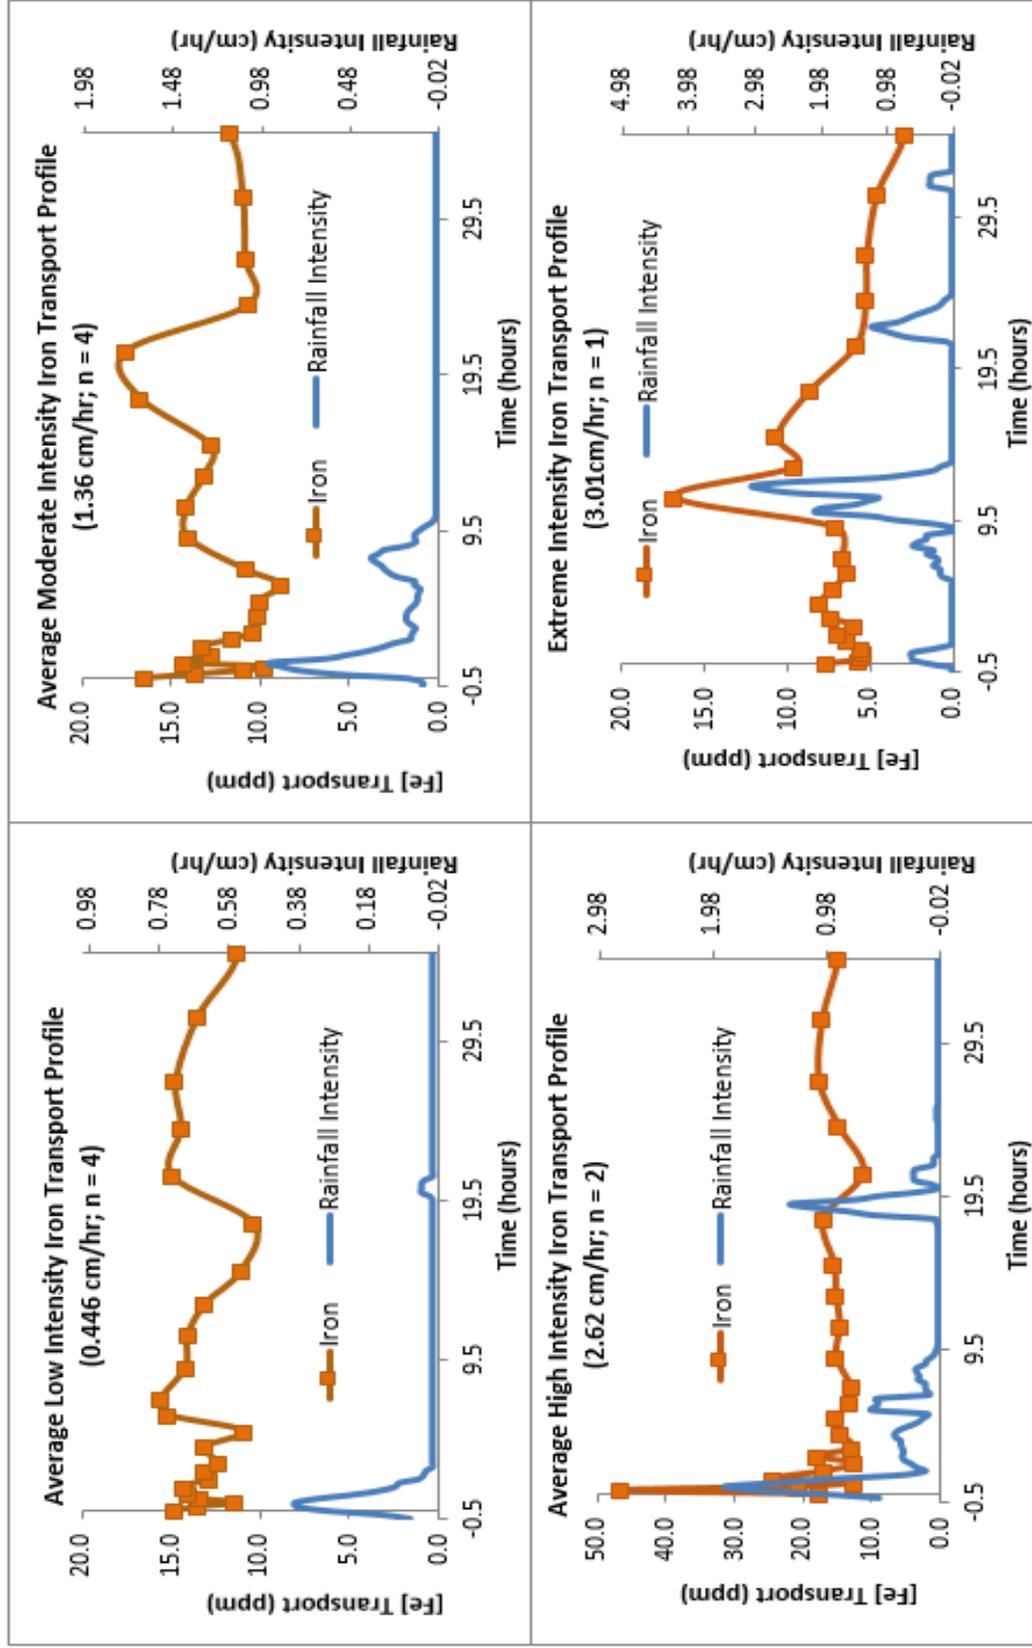 Average Low Intensity Iron Transport Profile
(0.446 cm/hr; n = 4)
[Fe] Transport (ppm)
20.0
15.0
10.0
5.0
0.0
Iron
Rainfall Intensity
0.98
0.78
0.58
0.38
0.18
-0.02
Rainfall Intensity (cm/hr)
-0.5
9.5
19.5
29.5
Time (hours)
Average Moderate Intensity Iron Transport Profile
(1.36 cm/hr; n = 4)
[Fe] Transport (ppm)
20.0
15.0
10.0
5.0
0.0
Iron
Rainfall Intensity
1.98
1.48
0.98
0.48
-0.02
Rainfall Intensity (cm/hr)
-0.5
9.5
19.5
29.5
Time (hours)
Average High Intensity Iron Transport Profile
(2.62 cm/hr; n = 2)
[Fe] Transport (ppm)
50.0
40.0
30.0
20.0
10.0
0.0
Iron
Rainfall Intensity
2.98
1.98
0.98
-0.02
Rainfall Intensity (cm/hr)
-0.5
9.5
19.5
29.5
Time (hours)
Extreme Intensity Iron Transport Profile
(3.01cm/hr; n = 1)
[Fe] Transport (ppm)
20.0
15.0
10.0
5.0
0.0
Iron
Rainfall Intensity
4.98
3.98
2.98
1.98
0.98
-0.02
Rainfall Intensity (cm/hr)
-0.5
9.5
19.5
29.5
Time (hours)